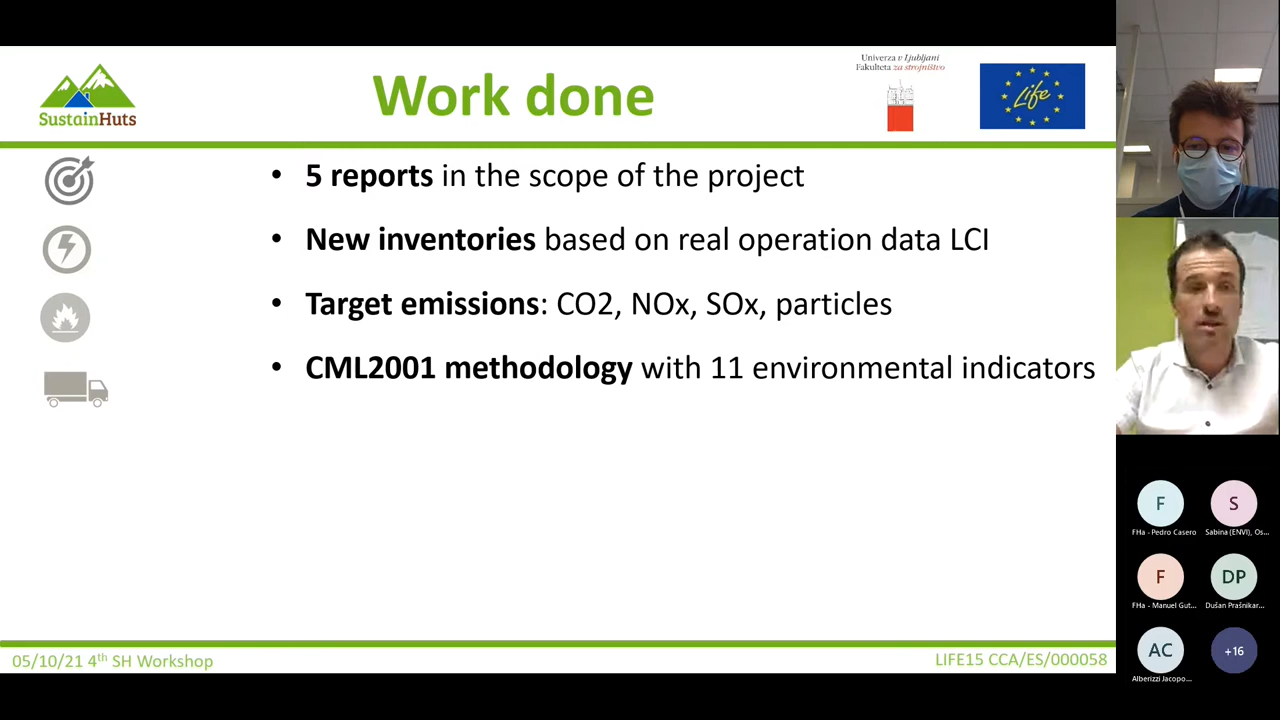 SustainHuts
Work done
Univerza v Ljubljani
Fakulteta za strojništvo
Life
• 5 reports in the scope of the project
• New inventories based on real operation data LCI
• Target emissions: CO2, NOx, SOx, particles
• CML2001 methodology with 11 environmental indicators
05/10/21 4th SH Workshop
LIFE15 CCA/ES/000058
F
FHa - Pedro Casero
S
Sabina (ENVI), Os...
F
FHa - Manuel Gut...
DP
Dušan Prašnikar...
AC
Alberizzi Jacopo...
+16